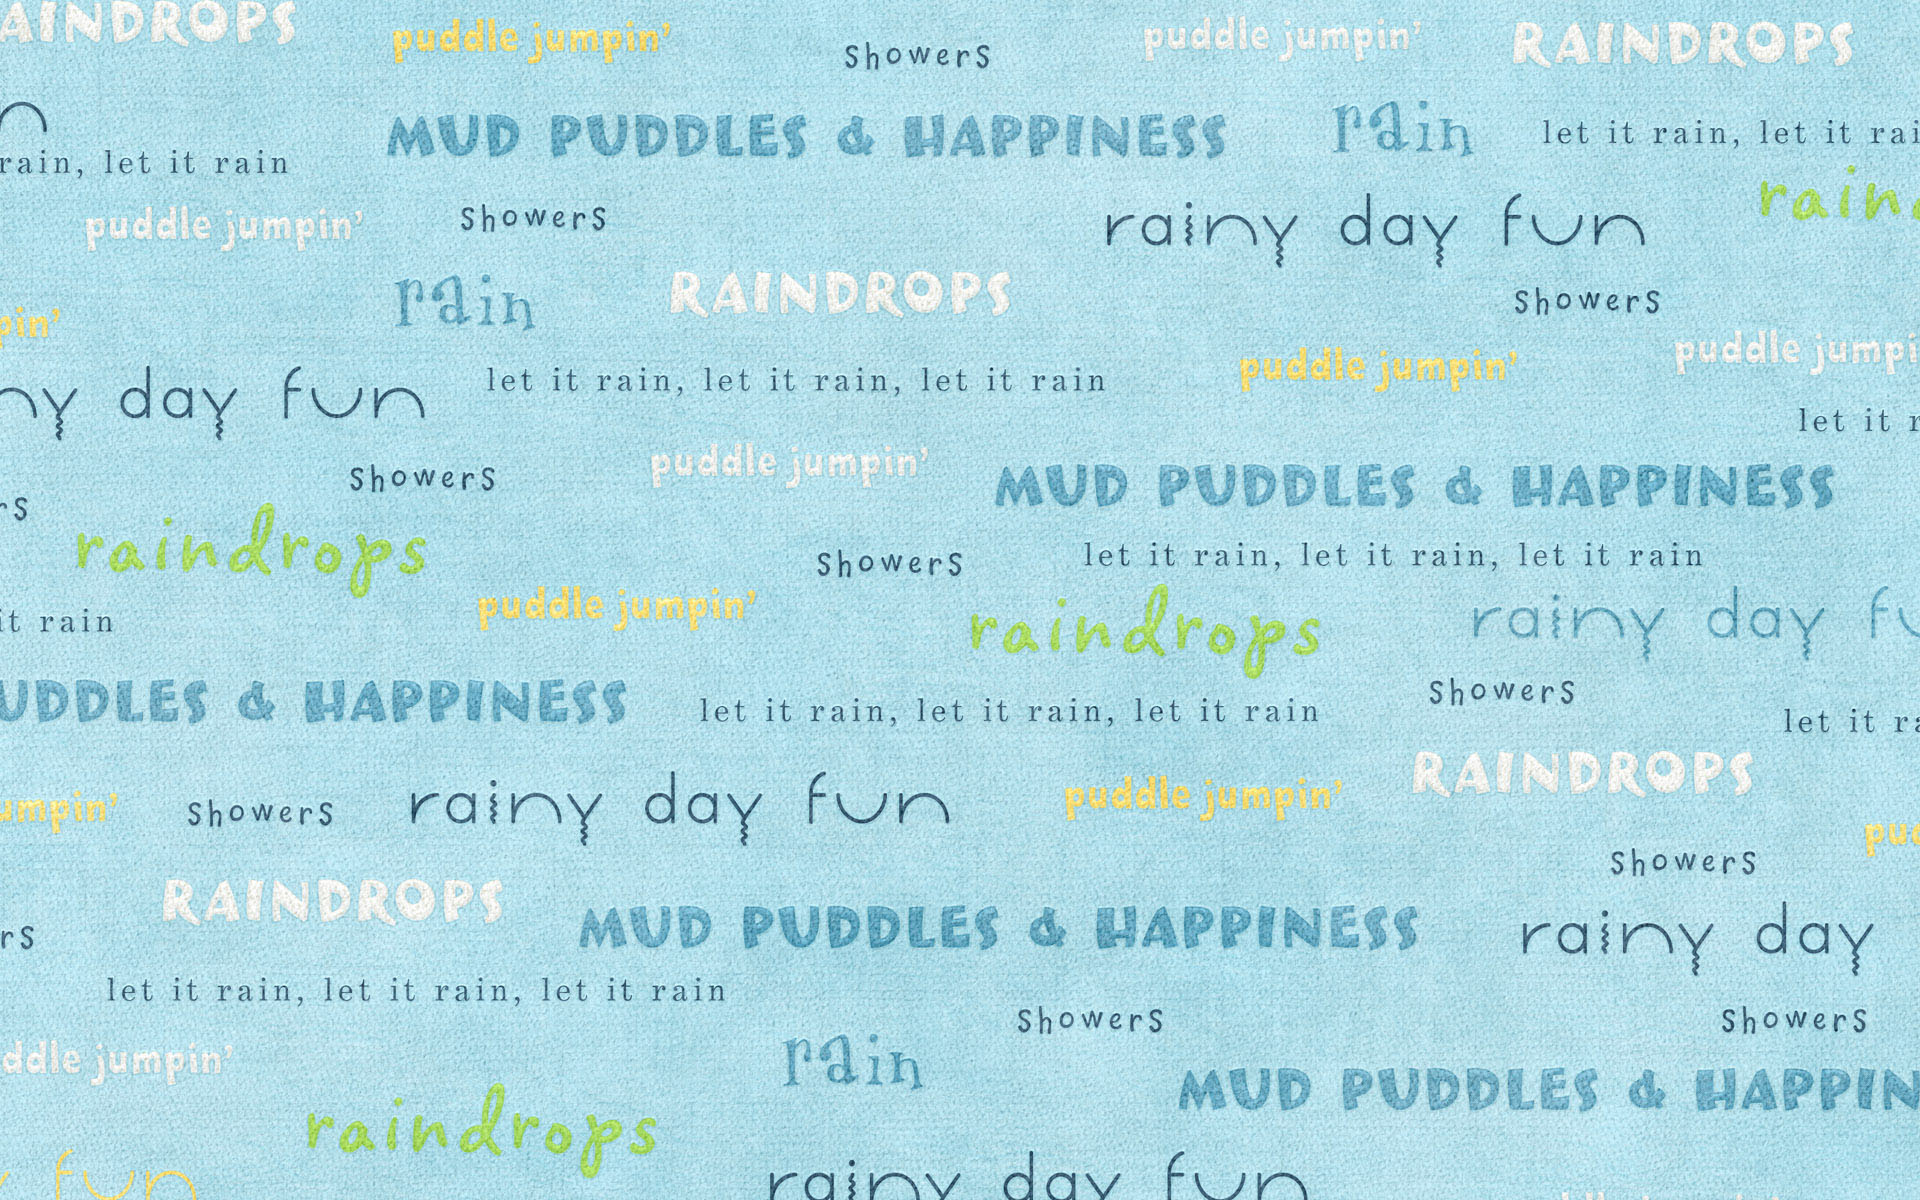 AINDROPS puddle jumpin’ showers puddle jumpin’ RAINDROPS
MUD PUDDLES & HAPPINESS rain let it rain, let it rai
n
rain, let it rain
puddle jumpin’ showers rainy day fun rain
rain RAINDROPS showers
pin’ puddle jumpin’ puddle jumpi
ny day fun let it rain, let it rain, let it rain let it r
showers puddle jumpin’ MUD PUDDLES & HAPPINESS
rs raindrops showers let it rain, let it rain, let it rain
it rain puddle jumpin’ raindrops rainy day fu
UDDLES & HAPPINESS let it rain, let it rain, let it rain showers let it ra
umpin’ showers rainy day fun puddle jumpin’ RAINDROPS
pud
showers
RAINDROPS MUD PUDDLES & HAPPINESS rainy day
rs
let it rain, let it rain, let it rain showers showers
ddle jumpin’ rain MUD PUDDLES & HAPPIN
raindrops
y fun rainy day fun